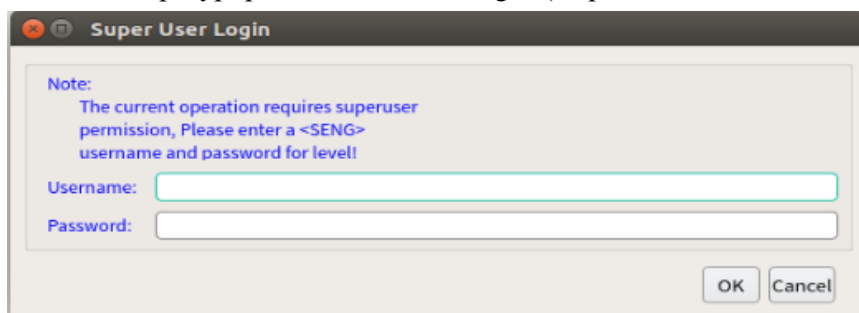 Super User Login
Note:
The current operation requires superuser
permission, Please enter a <SENG>
username and password for level!
Username:
Password:
OK Cancel